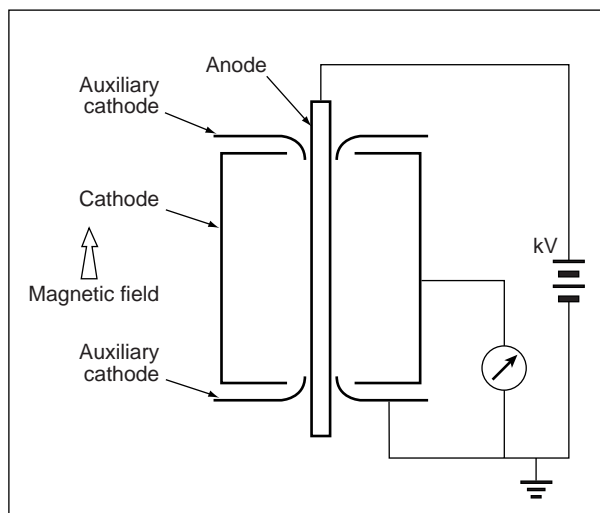 Anode
Auxiliary
cathode
Cathode
kV
Magnetic field
Auxiliary
cathode